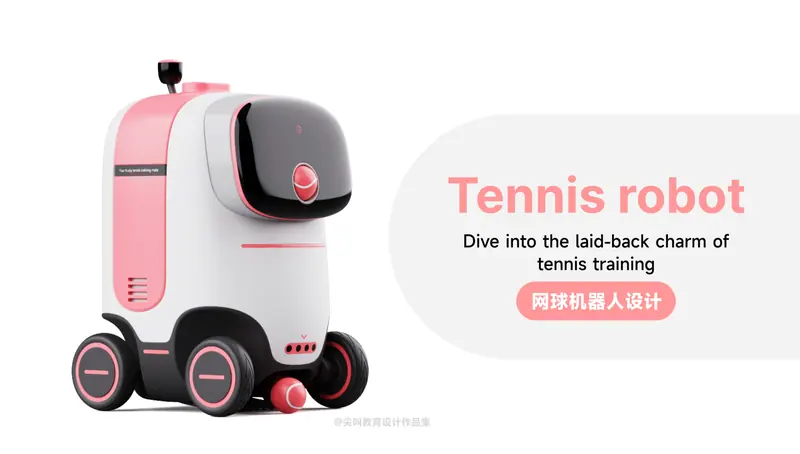 Tennis robot
Dive into the laid-back charm of
tennis training
网球机器人设计
@尖叫教育设计作品集